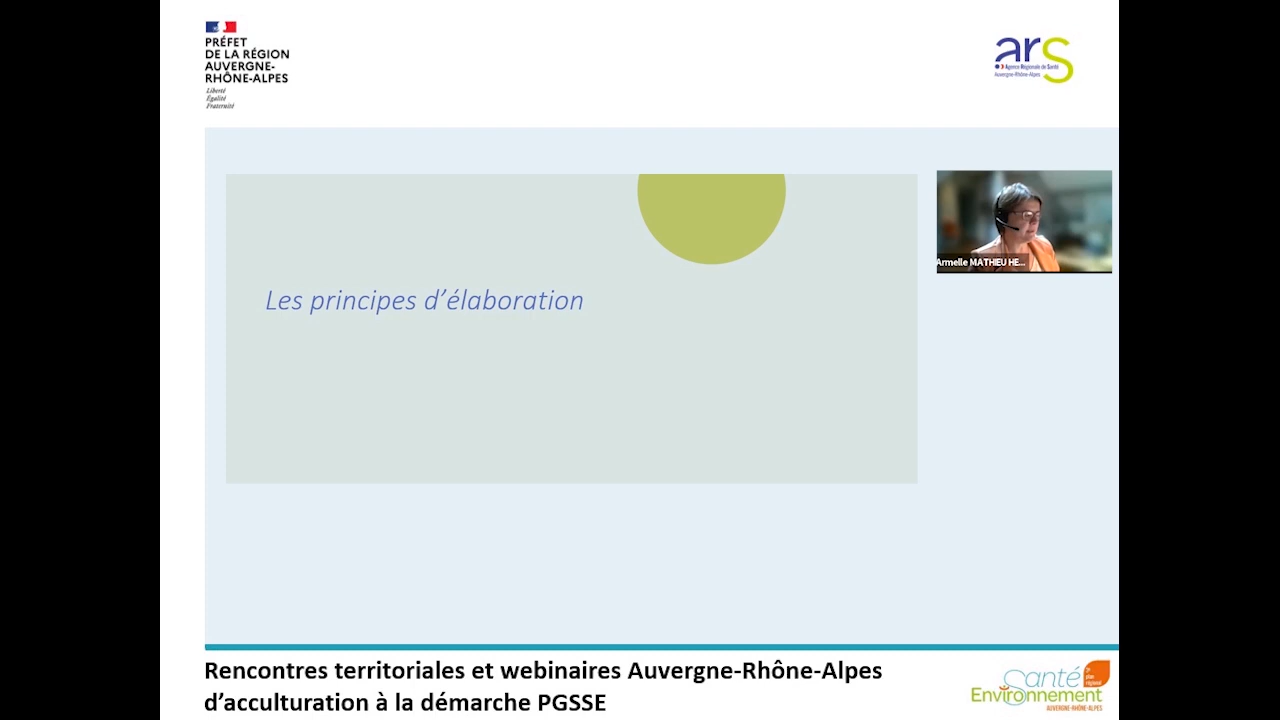 PRÉFET
DE LA RÉGION
AUVERGNE-
RHÔNE-ALPES
Liberté
Égalité
Fraternité
ars
Agence Régionale de Santé
Auvergne-Rhône-Alpes
Armelle MATHIEU HE...
Les principes d’élaboration
Rencontres territoriales et webinaires Auvergne-Rhône-Alpes
d’acculturation à la démarche PGSSE
Santé
Environnement
plan
régional
AUVERGNE-RHÔNE-ALPES